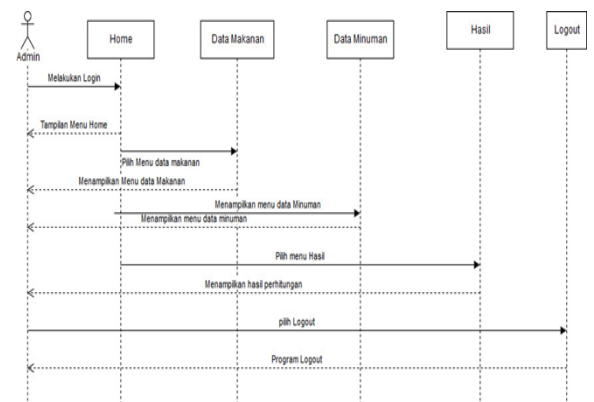 Home
Data Makanan
Data Minuman
Hasil
Logout
Admin
Melakukan Login
Tampilan Menu Home
Pilih Menu data makanan
Menampilkan Menu data Makanan
Menampilkan menu data Minuman
Menampilkan menu data minuman
Pilih menu Hasil
Menampilkan hasil perhitungan
pilih Logout
Program Logout